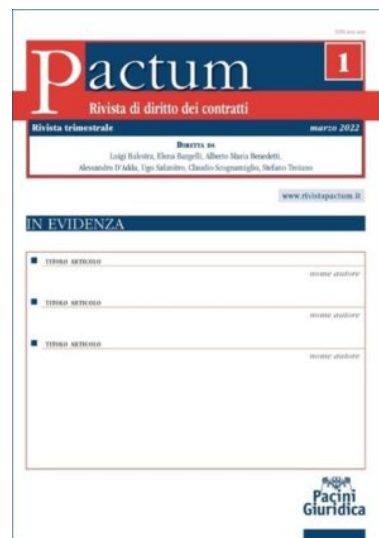 Pactum
1
Rivista di diritto dei contratti
Rivista trimestrale
marzo 2022
DIRETTA DA
Luigi Balestra, Elena Bargelli, Alberto Maria Benedetti,
Alessandro D'Adda, Ugo Salanitro, Claudio Scognamiglio, Stefano Troiano
www.rivistapactum.it
IN EVIDENZA
TITOLO ARTICOLO
nome autore
TITOLO ARTICOLO
nome autore
TITOLO ARTICOLO
nome autore
Pacini
Giuridica